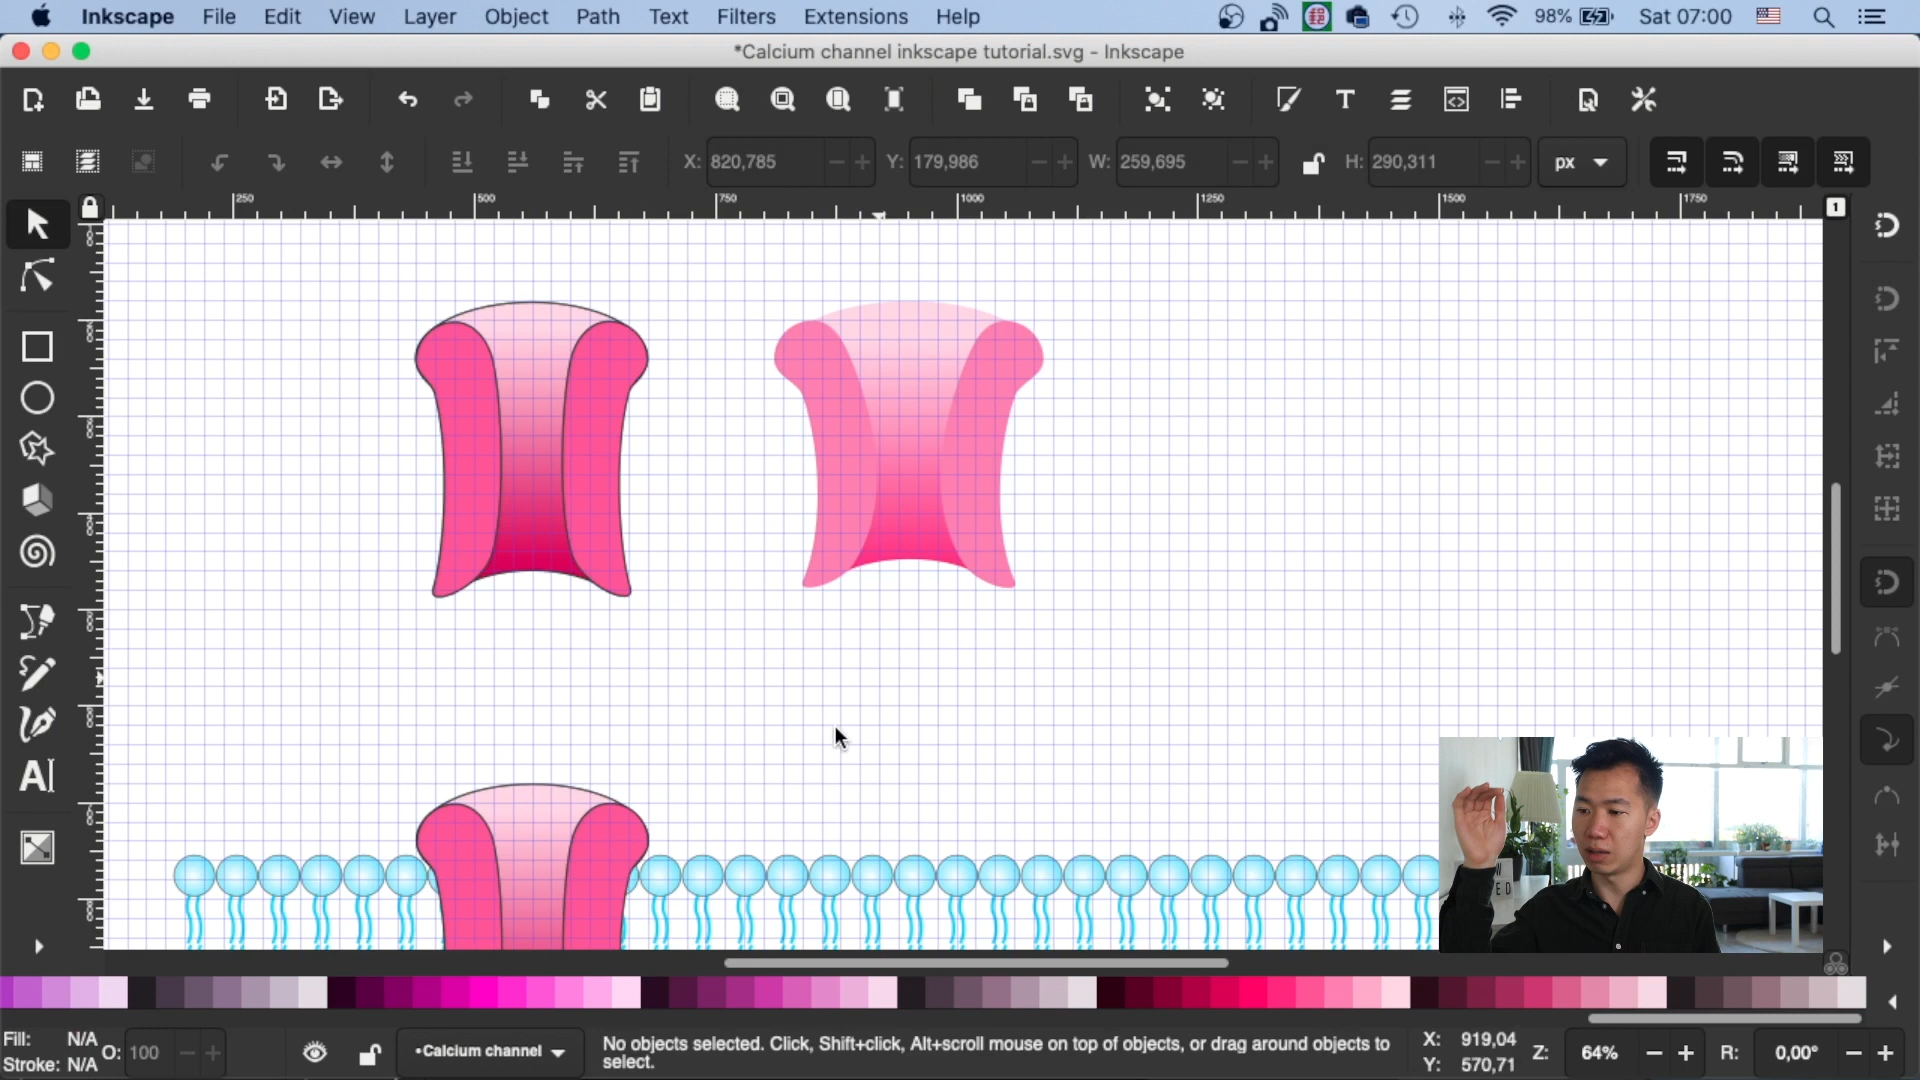 Inkscape File Edit View Layer Object Path Text Filters Extensions Help 98% Sat 07:00
*Calcium channel inkscape tutorial.svg - Inkscape
X: 820,785 Y: 179,986 W: 259,695 H: 290,311 px
250 500 750 1000 1250 1500 1750
1
Fill: N/A O: 100
Stroke: N/A
•Calcium channel
No objects selected. Click, Shift+click, Alt+scroll mouse on top of objects, or drag around objects to
select.
X: 919,04
Y: 570,71
Z: 64% R: 0,00°